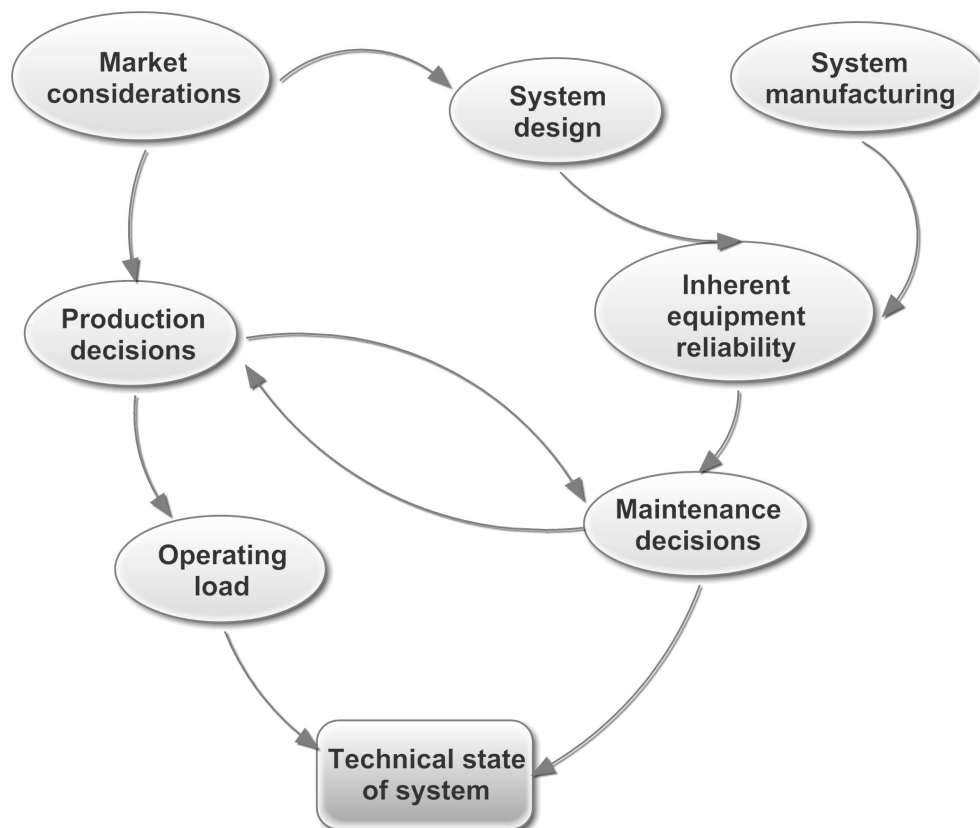 Market
considerations
System
design
System
manufacturing
Production
decisions
Inherent
equipment
reliability
Maintenance
decisions
Operating
load
Technical state
of system